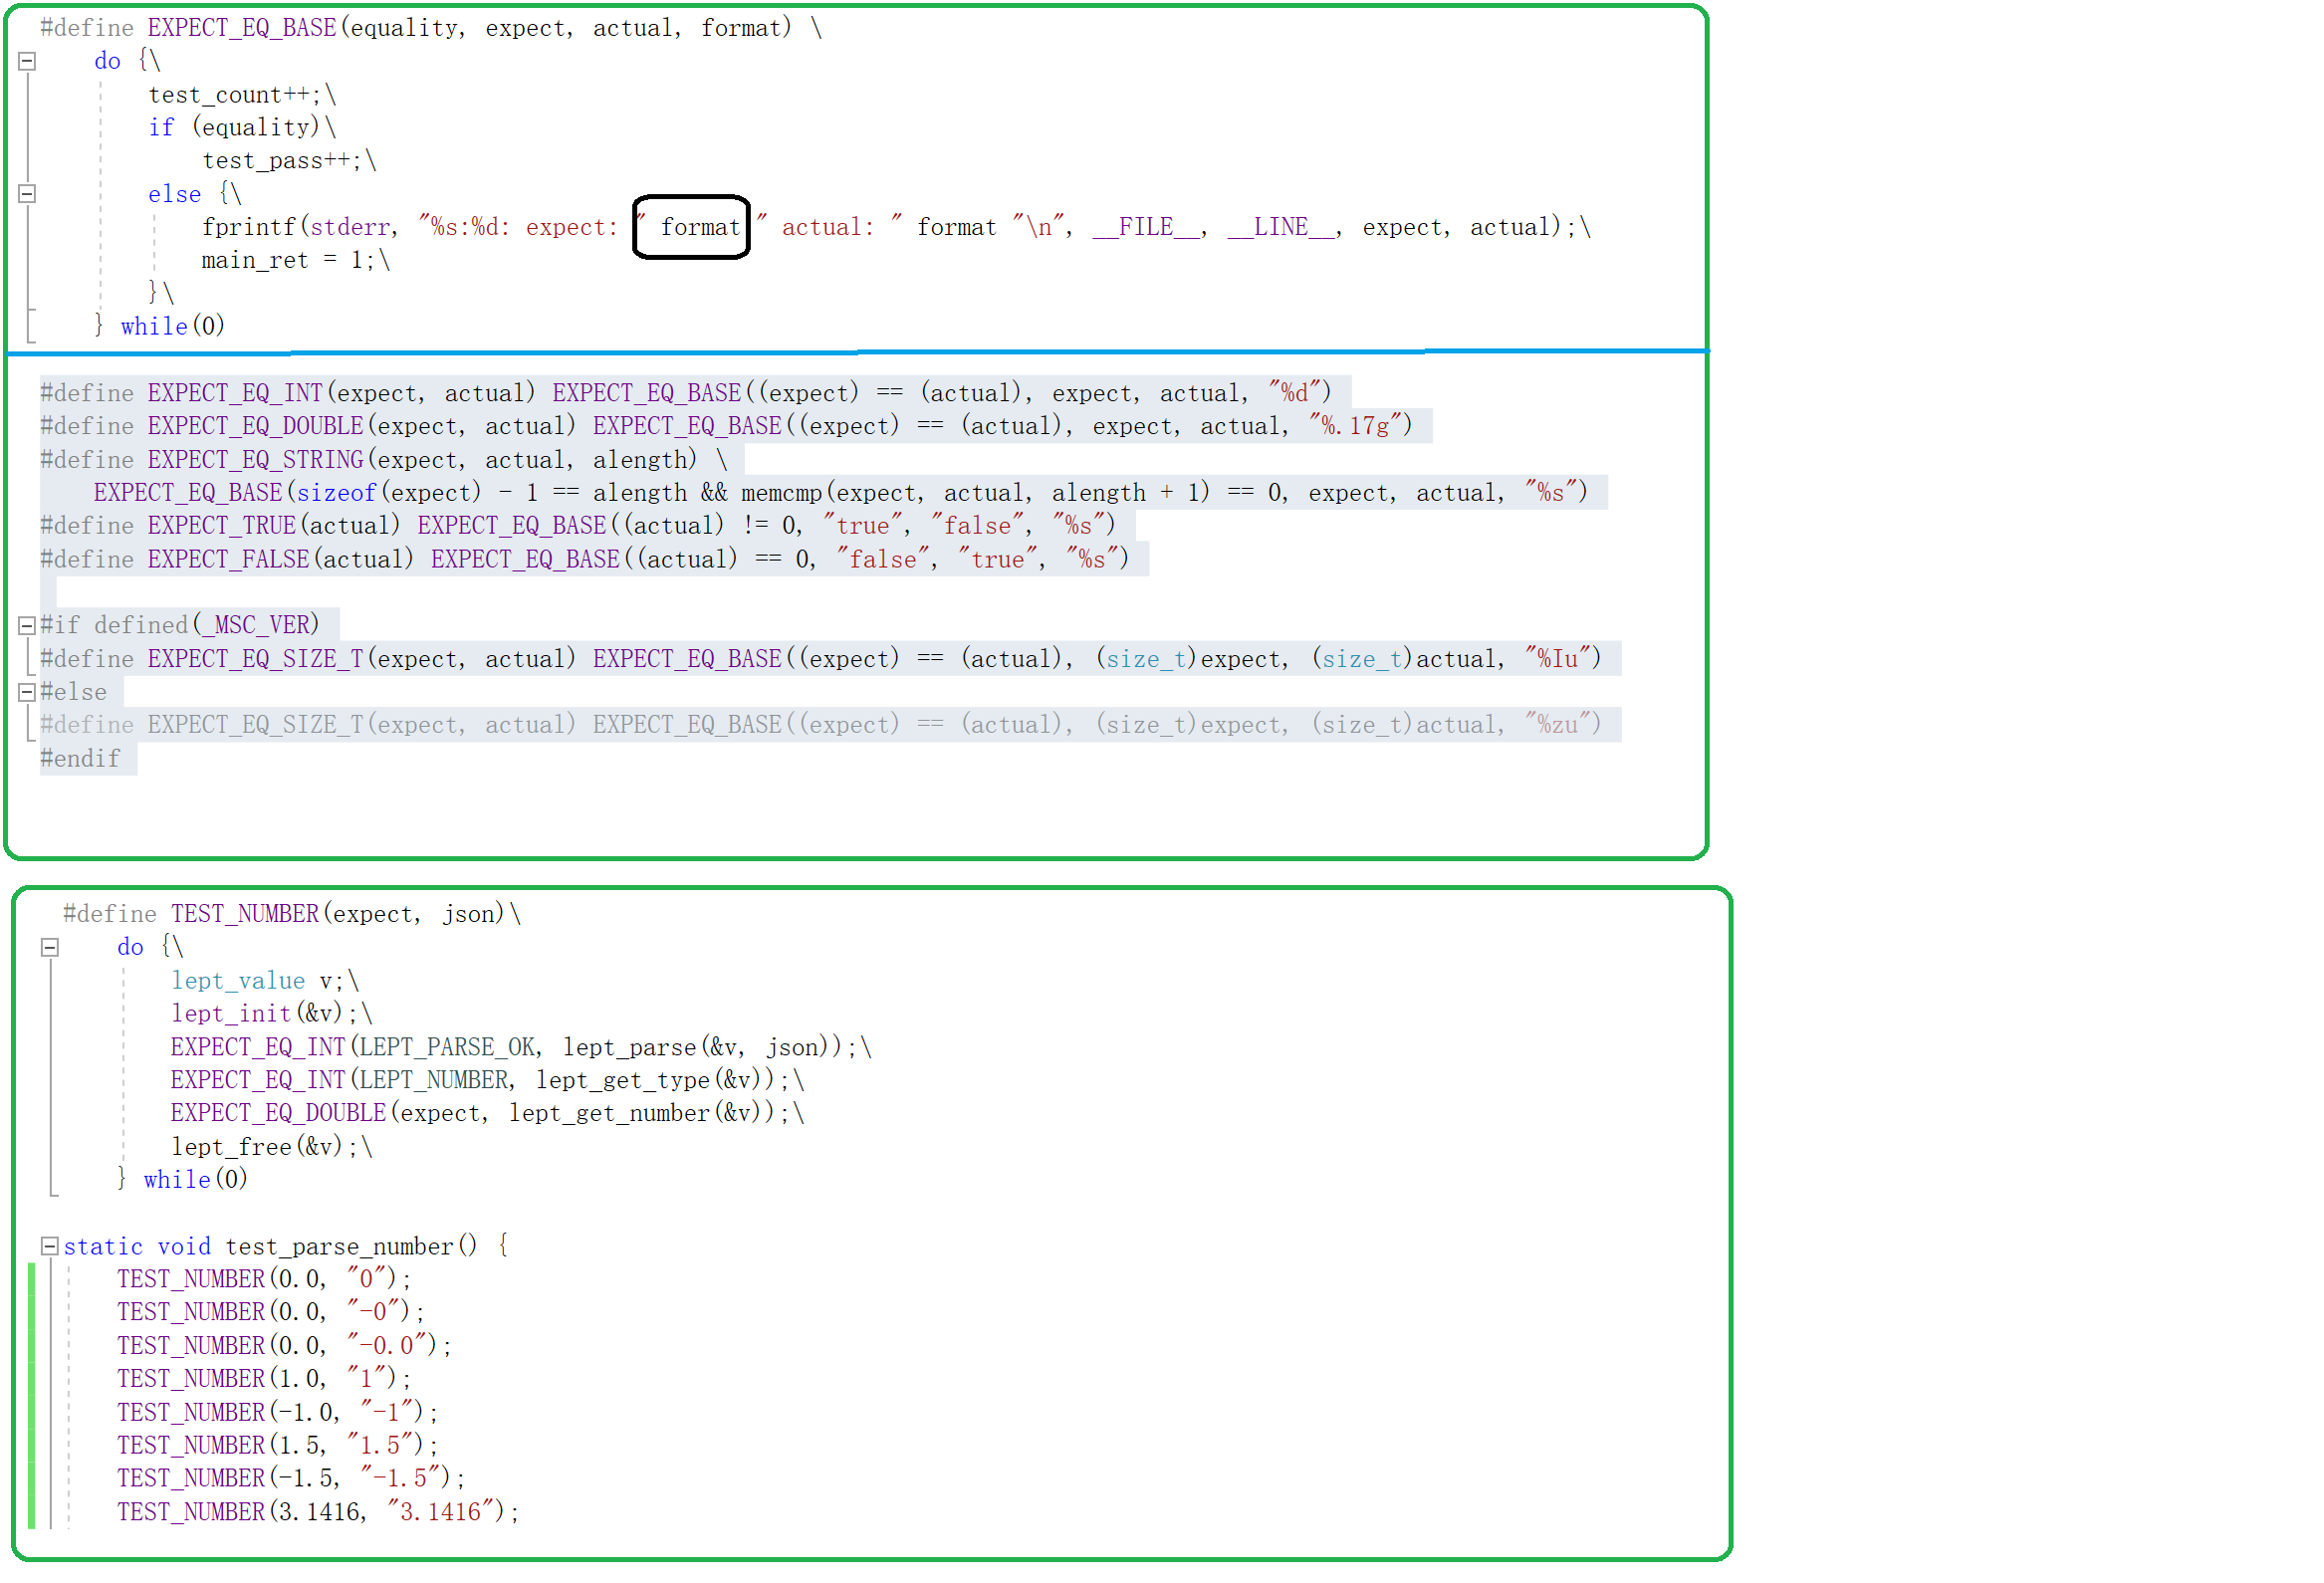 #define EXPECT_EQ_BASE(equality, expect, actual, format) \
    do {\
        test_count++;\
        if (equality)\
            test_pass++;\
        else {\
            fprintf(stderr, "%s:%d: expect: " format " actual: " format "\n", __FILE__, __LINE__, expect, actual);\
            main_ret = 1;\
        }\
    } while(0)
#define EXPECT_EQ_INT(expect, actual) EXPECT_EQ_BASE((expect) == (actual), expect, actual, "%d")
#define EXPECT_EQ_DOUBLE(expect, actual) EXPECT_EQ_BASE((expect) == (actual), expect, actual, "%.17g")
#define EXPECT_EQ_STRING(expect, actual, alength) \
    EXPECT_EQ_BASE(sizeof(expect) - 1 == alength && memcmp(expect, actual, alength + 1) == 0, expect, actual, "%s")
#define EXPECT_TRUE(actual) EXPECT_EQ_BASE((actual) != 0, "true", "false", "%s")
#define EXPECT_FALSE(actual) EXPECT_EQ_BASE((actual) == 0, "false", "true", "%s")
#if defined(_MSC_VER)
#define EXPECT_EQ_SIZE_T(expect, actual) EXPECT_EQ_BASE((expect) == (actual), (size_t)expect, (size_t)actual, "%Iu")
#else
#define EXPECT_EQ_SIZE_T(expect, actual) EXPECT_EQ_BASE((expect) == (actual), (size_t)expect, (size_t)actual, "%zu")
#endif
#define TEST_NUMBER(expect, json)\
    do {\
        lept_value v;\
        lept_init(&v);\
        EXPECT_EQ_INT(LEPT_PARSE_OK, lept_parse(&v, json));\
        EXPECT_EQ_INT(LEPT_NUMBER, lept_get_type(&v));\
        EXPECT_EQ_DOUBLE(expect, lept_get_number(&v));\
        lept_free(&v);\
    } while(0)
static void test_parse_number() {
    TEST_NUMBER(0.0, "0");
    TEST_NUMBER(0.0, "-0");
    TEST_NUMBER(0.0, "-0.0");
    TEST_NUMBER(1.0, "1");
    TEST_NUMBER(-1.0, "-1");
    TEST_NUMBER(1.5, "1.5");
    TEST_NUMBER(-1.5, "-1.5");
    TEST_NUMBER(3.1416, "3.1416");